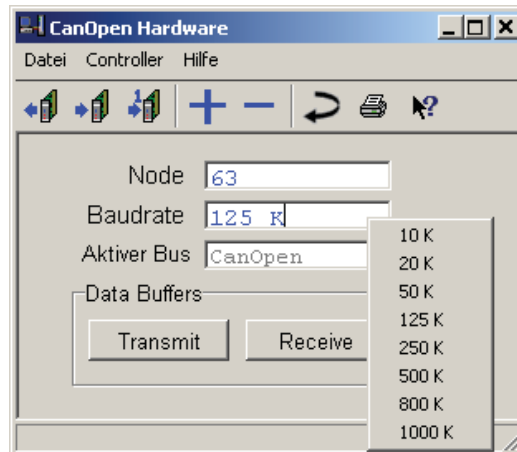 CanOpen Hardware
Datei Controller Hilfe
1
Node 63
Baudrate 125 K
Aktiver Bus CanOpen
Data Buffers
Transmit Receive
10 K
20 K
50 K
125 K
250 K
500 K
800 K
1000 K